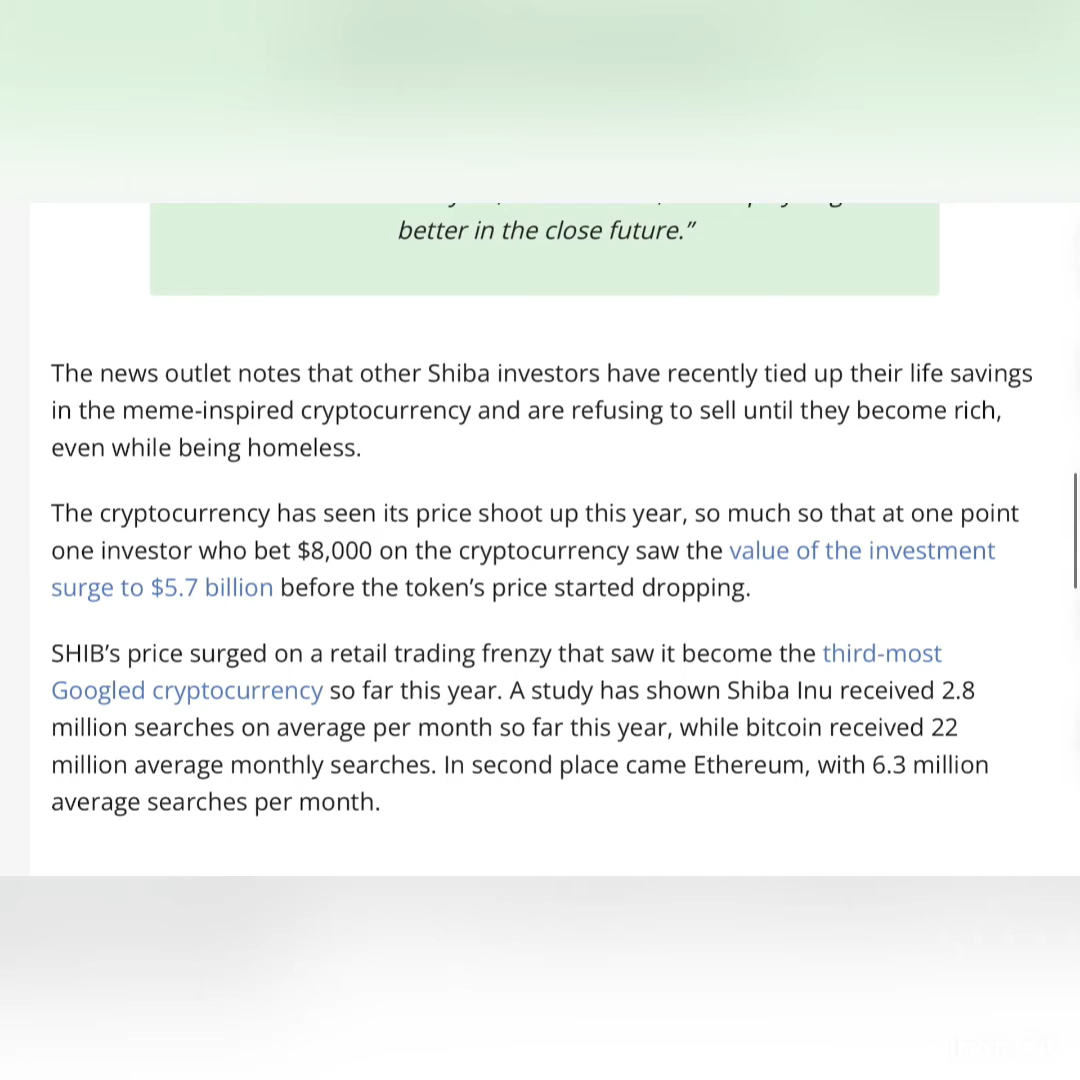 better in the close future.”
The news outlet notes that other Shiba investors have recently tied up their life savings
in the meme-inspired cryptocurrency and are refusing to sell until they become rich,
even while being homeless.
The cryptocurrency has seen its price shoot up this year, so much so that at one point
one investor who bet $8,000 on the cryptocurrency saw the value of the investment
surge to $5.7 billion before the token’s price started dropping.
SHIB’s price surged on a retail trading frenzy that saw it become the third-most
Googled cryptocurrency so far this year. A study has shown Shiba Inu received 2.8
million searches on average per month so far this year, while bitcoin received 22
million average monthly searches. In second place came Ethereum, with 6.3 million
average searches per month.